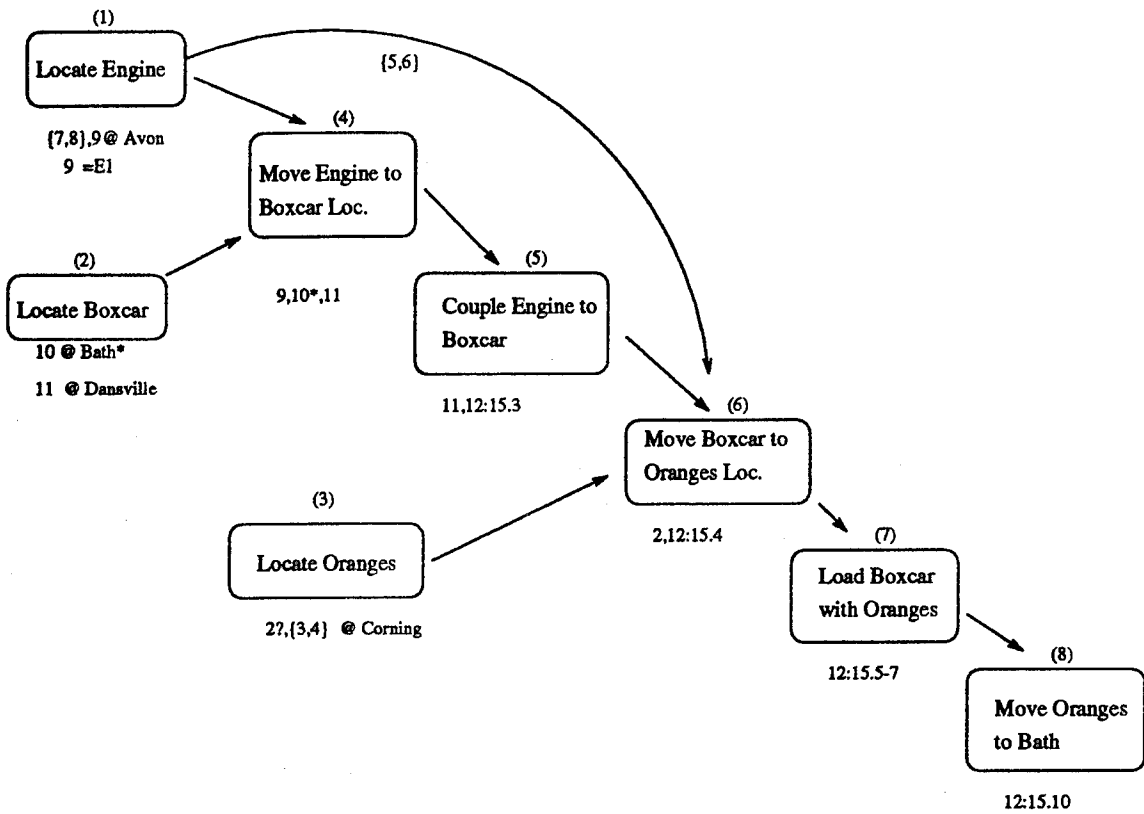 (1)
Locate Engine
{5,6}
{7,8},9@ Avon
9 =E1
(4)
Move Engine to
Boxcar Loc.
9,10*,11
(2)
Locate Boxcar
10 @ Bath*
11 @ Dansville
(5)
Couple Engine to
Boxcar
11,12:15.3
(6)
Move Boxcar to
Oranges Loc.
2,12:15.4
(3)
Locate Oranges
2?,{3,4} @ Corning
(7)
Load Boxcar
with Oranges
12:15.5-7
(8)
Move Oranges
to Bath
12:15.10